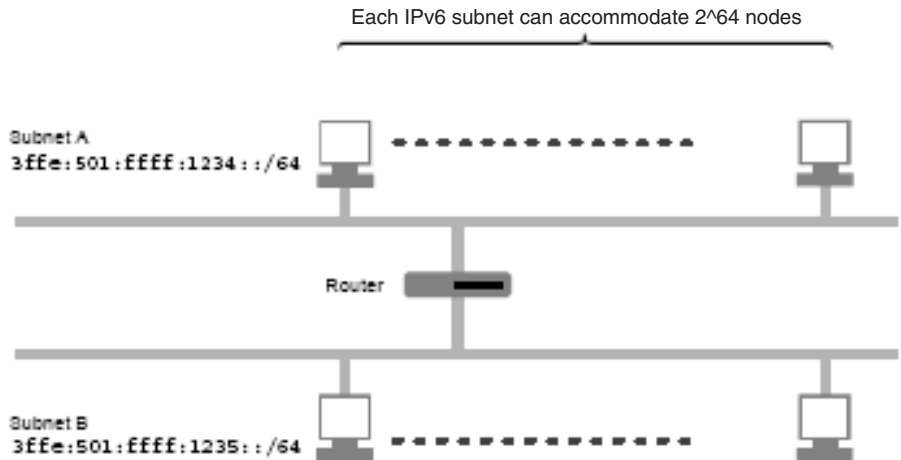 Each IPv6 subnet can accommodate 2^64 nodes
Subnet A
3ffe:501:ffff:1234::/64
Router
Subnet B
3ffe:501:ffff:1235::/64